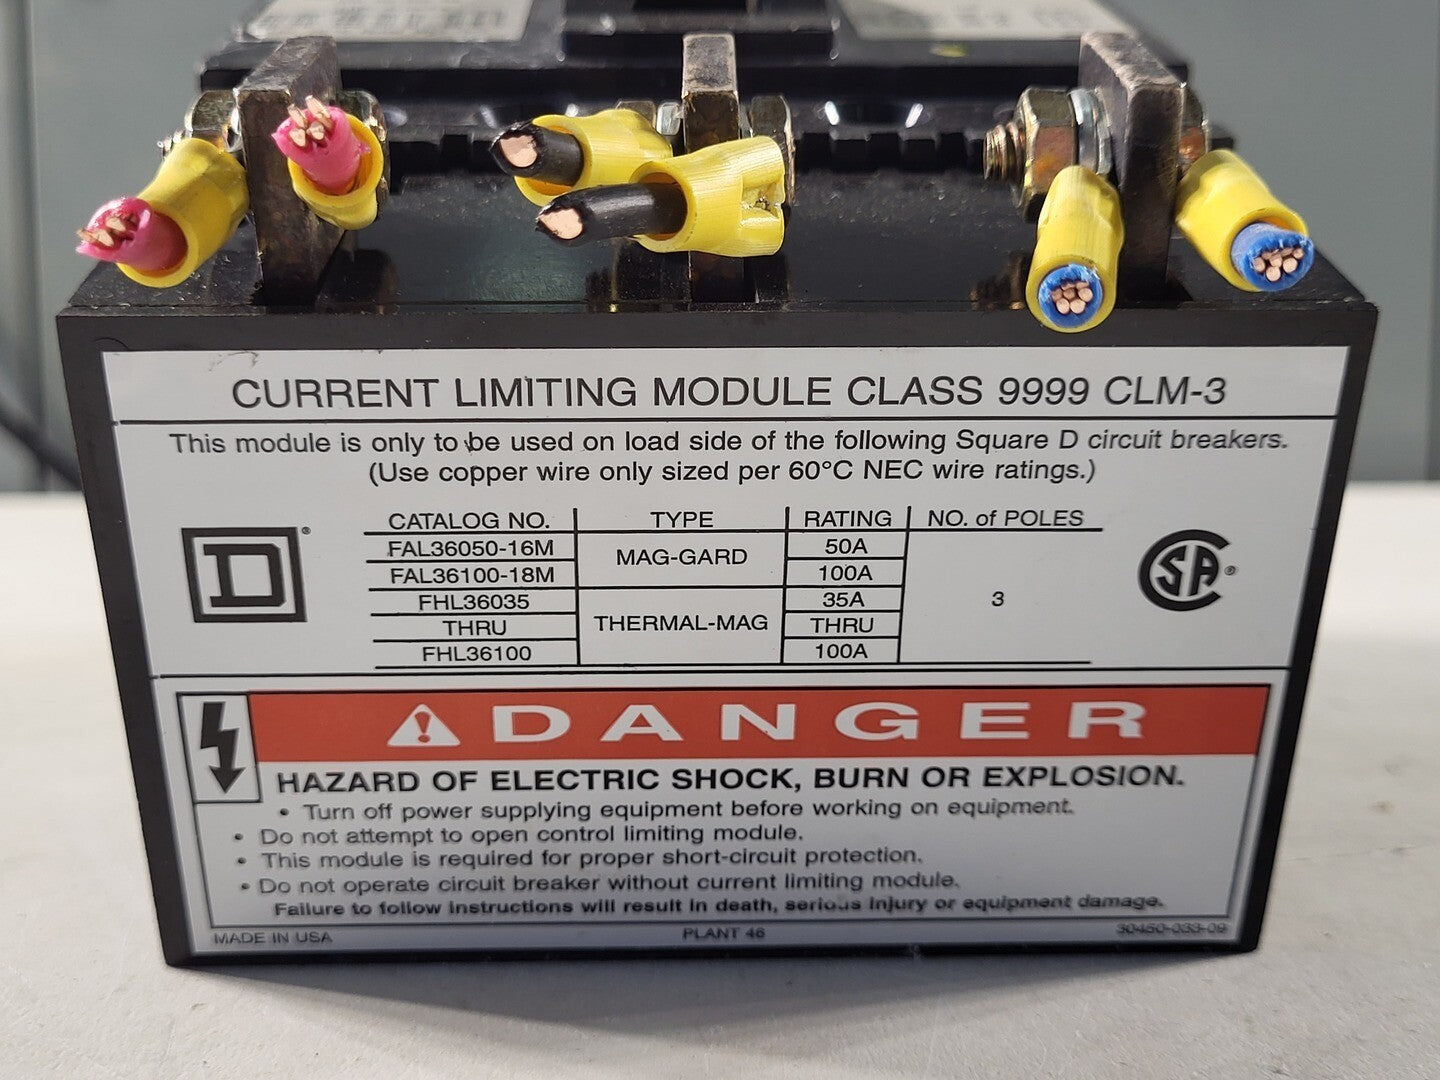 CURRENT LIMITING MODULE CLASS 9999 CLM-3
This module is only to be used on load side of the following Square D circuit breakers.
(Use copper wire only sized per 60°C NEC wire ratings.)
D®
CATALOG NO. TYPE RATING NO. of POLES
FAL36050-16M MAG-GARD 50A
FAL36100-18M 100A
FHL36035 THERMAL-MAG 35A 3
THRU THRU
FHL36100 100A
SA®
DANGER
HAZARD OF ELECTRIC SHOCK, BURN OR EXPLOSION.
• Turn off power supplying equipment before working on equipment.
• Do not attempt to open control limiting module.
• This module is required for proper short-circuit protection.
• Do not operate circuit breaker without current limiting module.
Failure to follow instructions will result in death, serious injury or equipment damage.
MADE IN USA PLANT 46 30450-033-09